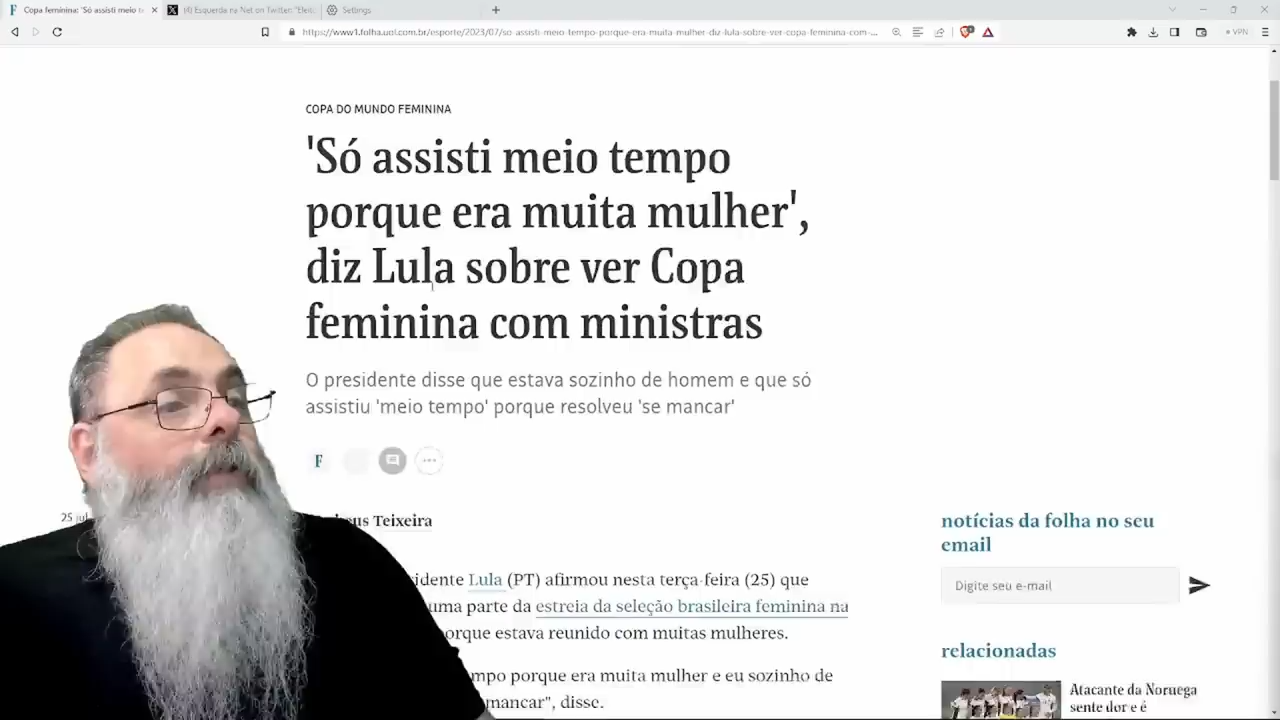 Copa feminina: 'Só assisti meio t
(4) Esquerda na Net on Twitter: "Eleit
Settings
https://www1.folha.uol.com.br/esporte/2023/07/so-assisti-meio-tempo-porque-era-muita-mulher-diz-lula-sobre-ver-copa-feminina-com-...
VPN
COPA DO MUNDO FEMININA
'Só assisti meio tempo
porque era muita mulher',
diz Lula sobre ver Copa
feminina com ministras
O presidente disse que estava sozinho de homem e que só
assistiu 'meio tempo' porque resolveu 'se mancar'
F
25 jul
us Teixeira
idente Lula (PT) afirmou nesta terça-feira (25) que
uma parte da estreia da seleção brasileira feminina na
orque estava reunido com muitas mulheres.
mpo porque era muita mulher e eu sozinho de
mancar", disse.
notícias da folha no seu
email
Digite seu e-mail
relacionadas
Atacante da Noruega
sente dor e é